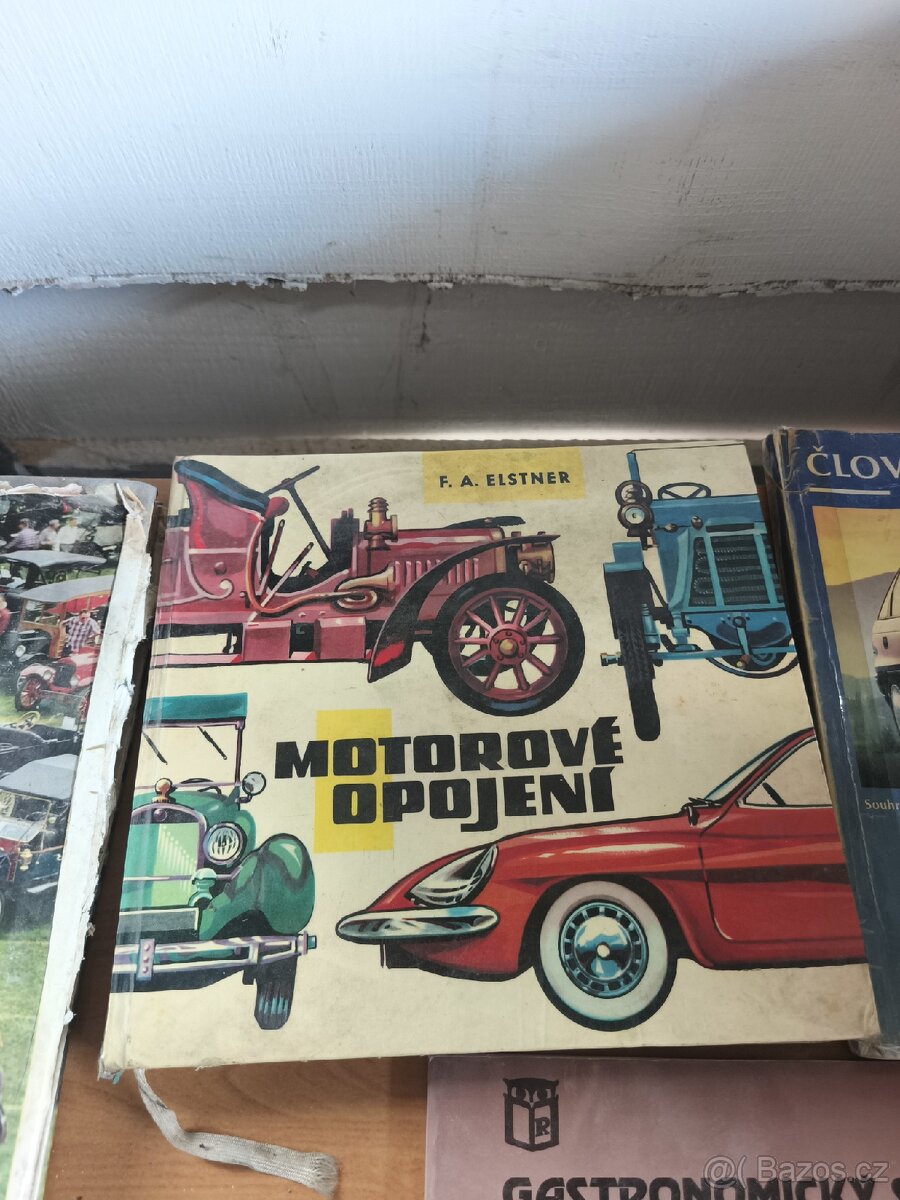 F. A. ELSTNER
MOTOROVÉ
OPOJENÍ
ČLOV
Souhr
R
GASTRONOMICKÝ S
@( Bazos.cz